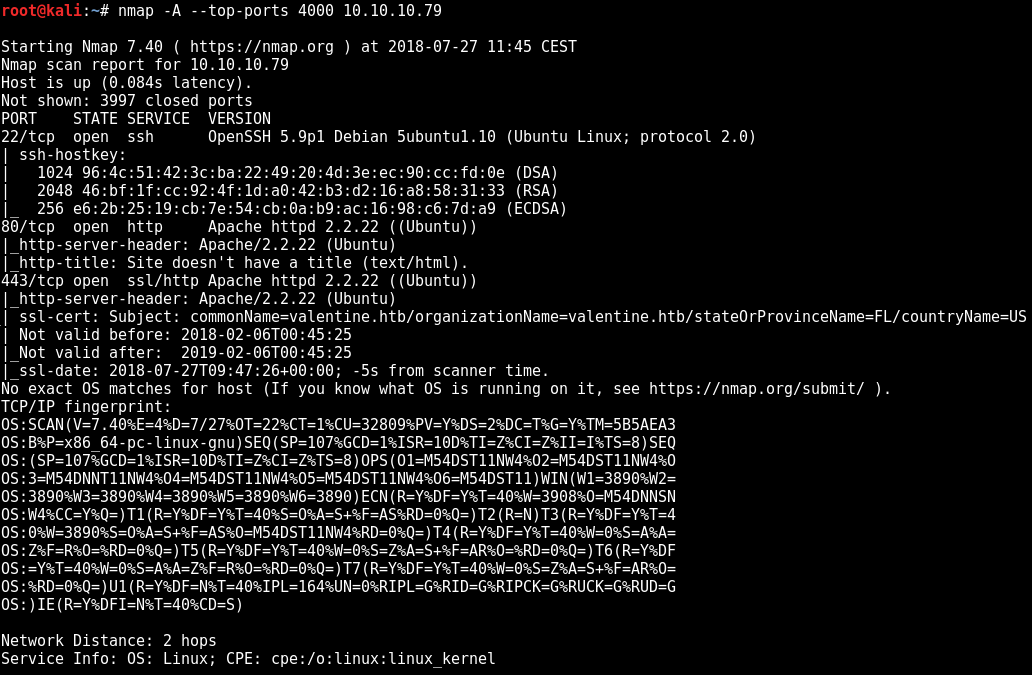 root@kali:~# nmap -A --top-ports 4000 10.10.10.79
Starting Nmap 7.40 ( https://nmap.org ) at 2018-07-27 11:45 CEST
Nmap scan report for 10.10.10.79
Host is up (0.084s latency).
Not shown: 3997 closed ports
PORT    STATE SERVICE  VERSION
22/tcp  open  ssh      OpenSSH 5.9p1 Debian 5ubuntu1.10 (Ubuntu Linux; protocol 2.0)
| ssh-hostkey:
|   1024 96:4c:51:42:3c:ba:22:49:20:4d:3e:ec:90:cc:fd:0e (DSA)
|   2048 46:bf:1f:cc:92:4f:1d:a0:42:b3:d2:16:a8:58:31:33 (RSA)
|_  256 e6:2b:25:19:cb:7e:54:cb:0a:b9:ac:16:98:c6:7d:a9 (ECDSA)
80/tcp  open  http     Apache httpd 2.2.22 ((Ubuntu))
|_http-server-header: Apache/2.2.22 (Ubuntu)
|_http-title: Site doesn't have a title (text/html).
443/tcp open  ssl/http Apache httpd 2.2.22 ((Ubuntu))
|_http-server-header: Apache/2.2.22 (Ubuntu)
| ssl-cert: Subject: commonName=valentine.htb/organizationName=valentine.htb/stateOrProvinceName=FL/countryName=US
| Not valid before: 2018-02-06T00:45:25
|_Not valid after:  2019-02-06T00:45:25
|_ssl-date: 2018-07-27T09:47:26+00:00; -5s from scanner time.
No exact OS matches for host (If you know what OS is running on it, see https://nmap.org/submit/ ).
TCP/IP fingerprint:
OS:SCAN(V=7.40%E=4%D=7/27%OT=22%CT=1%CU=32809%PV=Y%DS=2%DC=T%G=Y%TM=5B5AEA3
OS:B%P=x86_64-pc-linux-gnu)SEQ(SP=107%GCD=1%ISR=10D%TI=Z%CI=Z%II=I%TS=8)SEQ
OS:(SP=107%GCD=1%ISR=10D%TI=Z%CI=Z%TS=8)OPS(O1=M54DST11NW4%O2=M54DST11NW4%O
OS:3=M54DNNT11NW4%O4=M54DST11NW4%O5=M54DST11NW4%O6=M54DST11)WIN(W1=3890%W2=
OS:3890%W3=3890%W4=3890%W5=3890%W6=3890)ECN(R=Y%DF=Y%T=40%W=3908%O=M54DNNSN
OS:W4%CC=Y%Q=)T1(R=Y%DF=Y%T=40%S=O%A=S+%F=AS%RD=0%Q=)T2(R=N)T3(R=Y%DF=Y%T=4
OS:0%W=3890%S=O%A=S+%F=AS%O=M54DST11NW4%RD=0%Q=)T4(R=Y%DF=Y%T=40%W=0%S=A%A=
OS:Z%F=R%O=%RD=0%Q=)T5(R=Y%DF=Y%T=40%W=0%S=Z%A=S+%F=AR%O=%RD=0%Q=)T6(R=Y%DF
OS:=Y%T=40%W=0%S=A%A=Z%F=R%O=%RD=0%Q=)T7(R=Y%DF=Y%T=40%W=0%S=Z%A=S+%F=AR%O=
OS:%RD=0%Q=)U1(R=Y%DF=N%T=40%IPL=164%UN=0%RIPL=G%RID=G%RIPCK=G%RUCK=G%RUD=G
OS:)IE(R=Y%DFI=N%T=40%CD=S)
Network Distance: 2 hops
Service Info: OS: Linux; CPE: cpe:/o:linux:linux_kernel